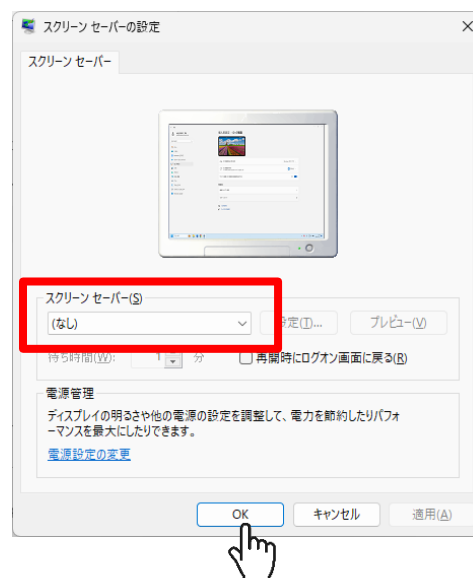 スクリーン セーバーの設定
スクリーン セーバー
スクリーン セーバー(S)
(なし)
設定(T)...
プレビュー(V)
待ち時間(W):
1
分
再開時にログオン画面に戻る(R)
電源管理
ディスプレイの明るさや他の電源の設定を調整して、電力を節約したりパフォ
ーマンスを最大にしたりできます。
電源設定の変更
OK
キャンセル
適用(A)